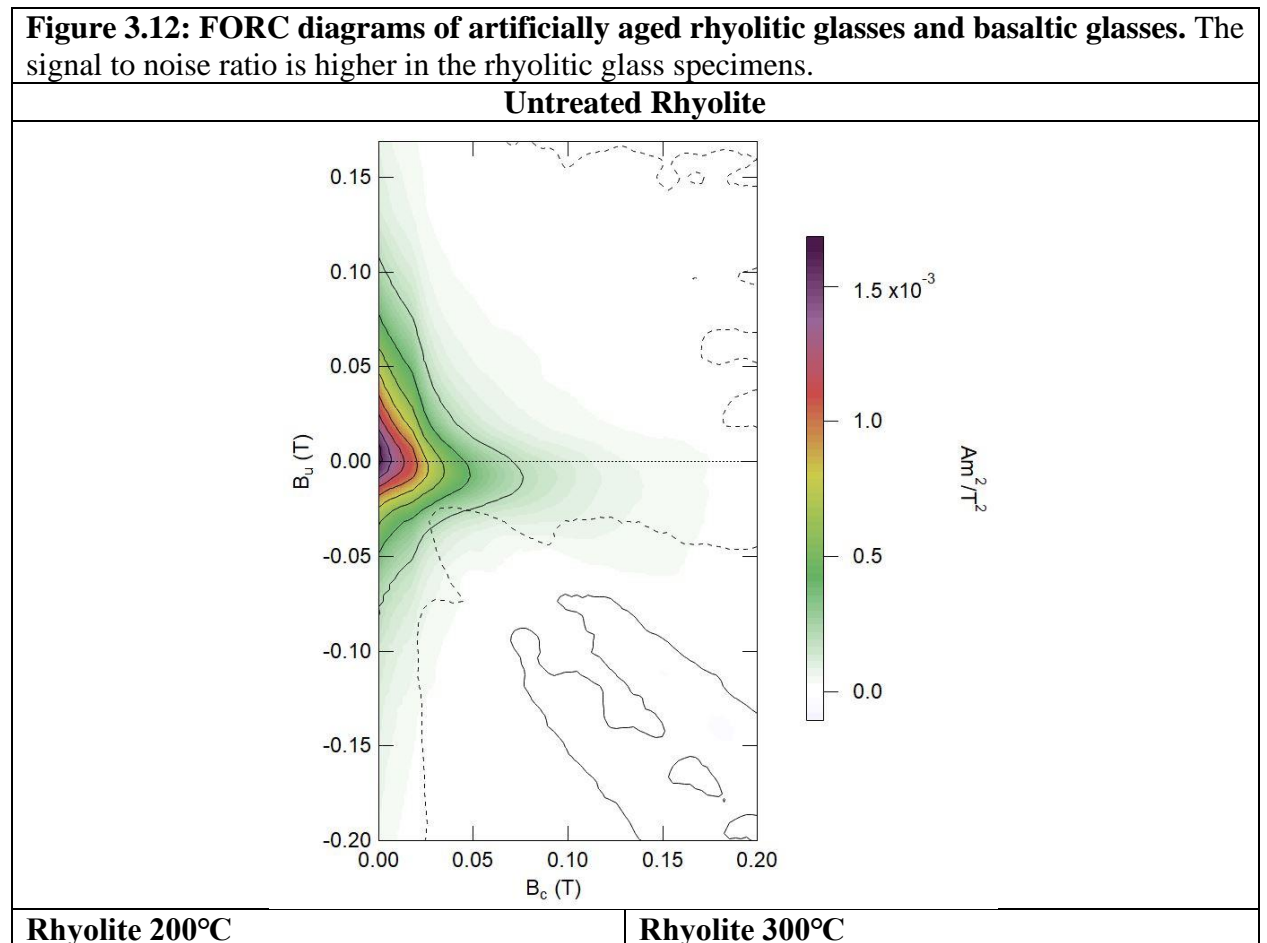 Figure 3.12: FORC diagrams of artificially aged rhyolitic glasses and basaltic glasses. The
signal to noise ratio is higher in the rhyolitic glass specimens.
Untreated Rhyolite
0.15
0.10
0.05
0.00
-0.05
-0.10
-0.15
-0.20
Bu (T)
0.00 0.05 0.10 0.15 0.20
Bc (T)
1.5 x10-3
1.0
0.5
0.0
Am2/T2
Rhyolite 200°C
Rhyolite 300°C